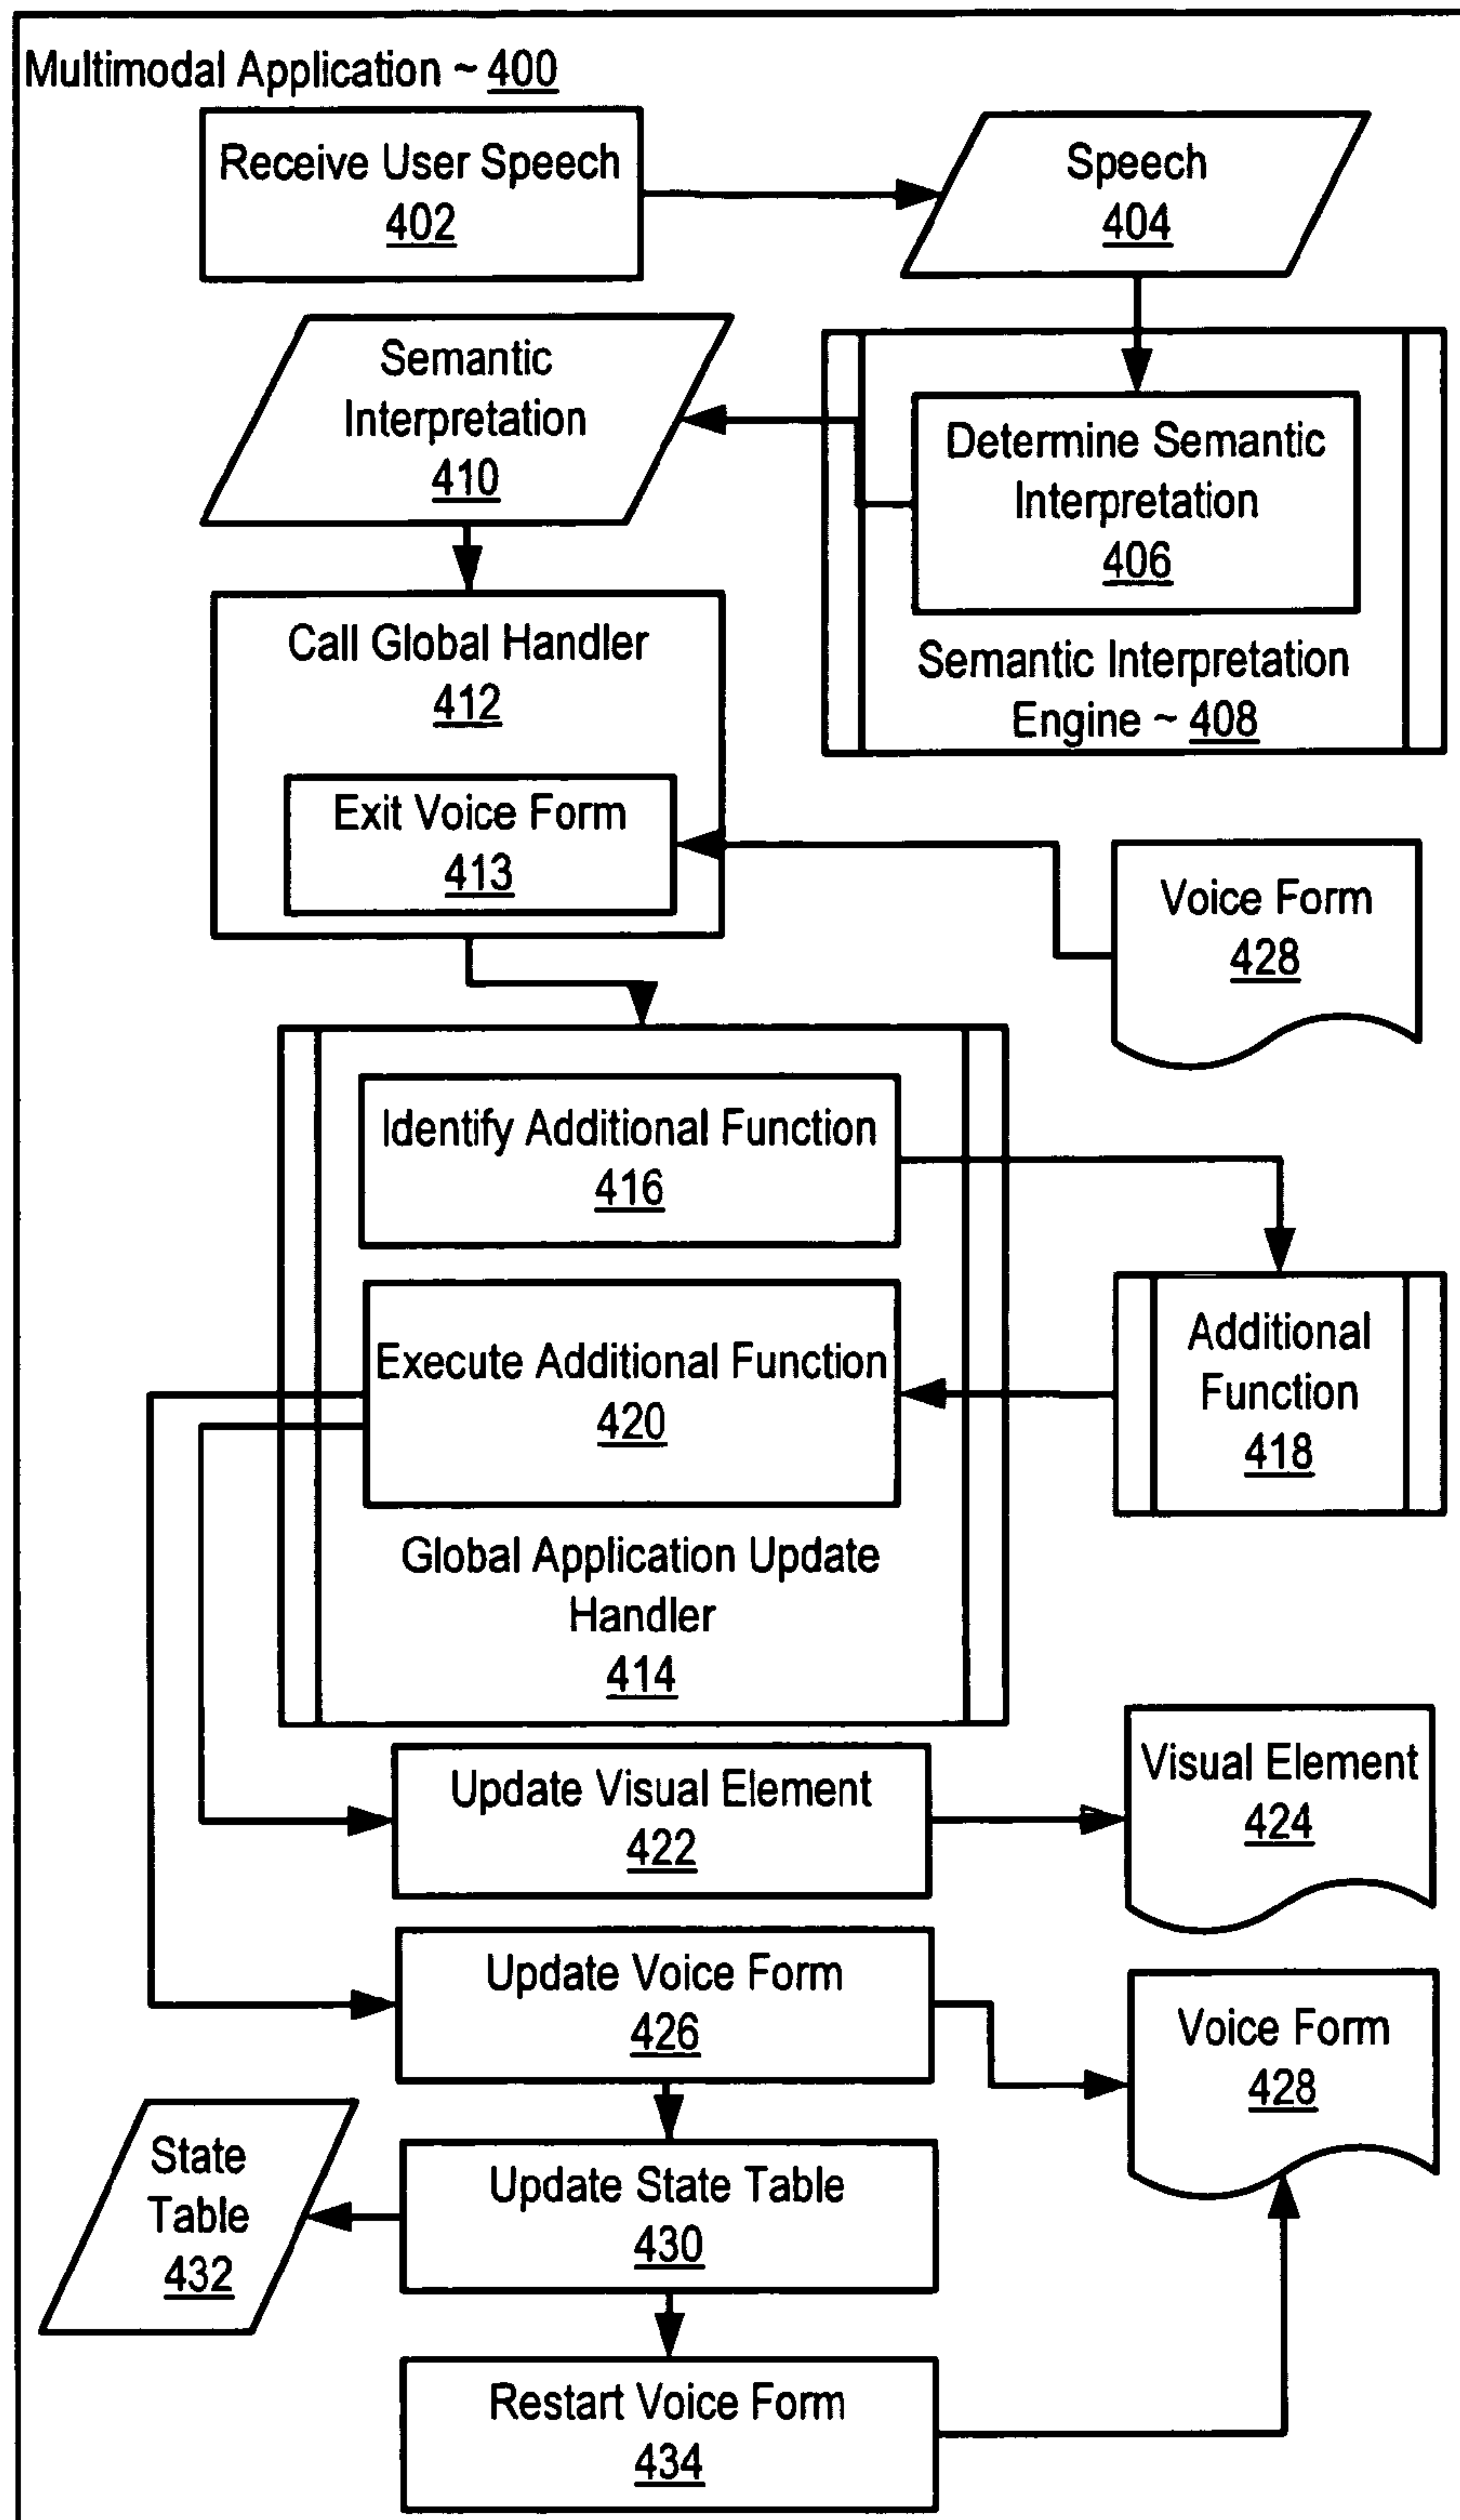 Multimodal Application ~ 400
Receive User Speech
402
Speech
404
Semantic
Interpretation
410
Determine Semantic
Interpretation
406
Semantic Interpretation
Engine ~ 408
Call Global Handler
412
Exit Voice Form
413
Voice Form
428
Identify Additional Function
416
Execute Additional Function
420
Additional
Function
418
Global Application Update
Handler
414
Update Visual Element
422
Visual Element
424
Update Voice Form
426
Voice Form
428
State
Table
432
Update State Table
430
Restart Voice Form
434